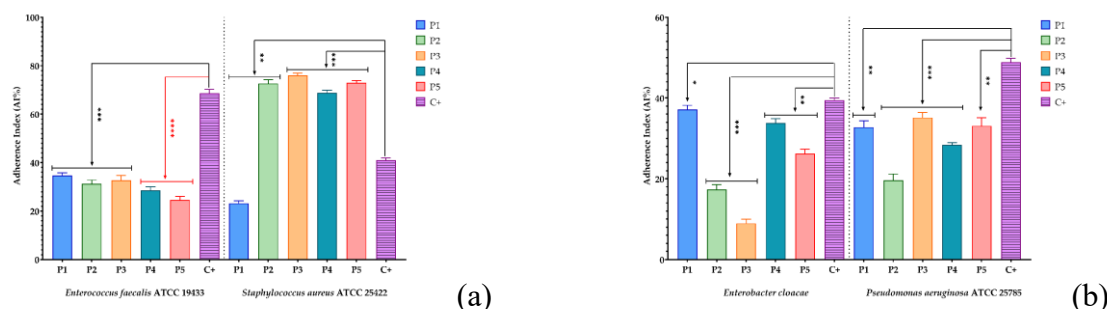 Adherence Index (AI%)
100
80
60
40
20
0
***
****
**
***
P1
P2
P3
P4
P5
C+
P1 P2 P3 P4 P5 C+ P1 P2 P3 P4 P5 C+
Enterococcus faecalis ATCC 19433 Staphylococcus aureus ATCC 25422
(a)
Adherence Index (AI%)
60
40
20
0
*
***
**
**
***
**
P1
P2
P3
P4
P5
C+
P1 P2 P3 P4 P5 C+ P1 P2 P3 P4 P5 C+
Enterobacter cloacae Pseudomonas aeruginosa ATCC 25785
(b)